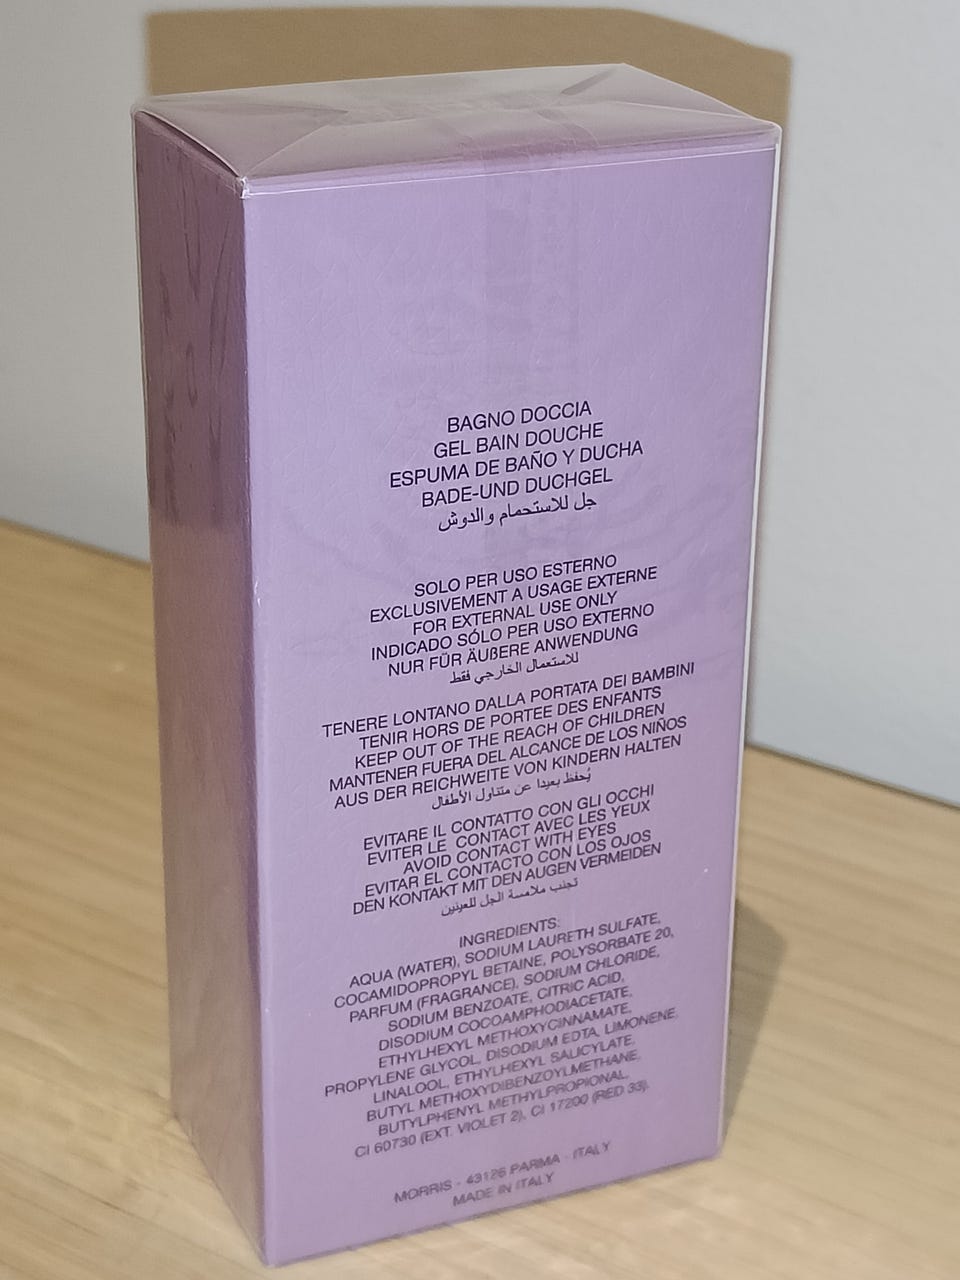 BAGNO DOCCIA
GEL BAIN DOUCHE
ESPUMA DE BAÑO Y DUCHA
BADE-UND DUCHGEL
جل للاستحمام والدوش
SOLO PER USO ESTERNO
EXCLUSIVEMENT A USAGE EXTERNE
FOR EXTERNAL USE ONLY
INDICADO SÓLO PER USO EXTERNO
NUR FÜR ÄUßERE ANWENDUNG
للاستعمال الخارجي فقط
TENERE LONTANO DALLA PORTATA DEI BAMBINI
TENIR HORS DE PORTEE DES ENFANTS
KEEP OUT OF THE REACH OF CHILDREN
MANTENER FUERA DEL ALCANCE DE LOS NIÑOS
AUS DER REICHWEITE VON KINDERN HALTEN
يُحفظ بعيدا عن متناول الأطفال
EVITARE IL CONTATTO CON GLI OCCHI
EVITER LE CONTACT AVEC LES YEUX
AVOID CONTACT WITH EYES
EVITAR EL CONTACTO CON LOS OJOS
DEN KONTAKT MIT DEN AUGEN VERMEIDEN
تجنب ملامسة الجل للعينين
INGREDIENTS:
AQUA (WATER), SODIUM LAURETH SULFATE,
COCAMIDOPROPYL BETAINE, POLYSORBATE 20,
PARFUM (FRAGRANCE), SODIUM CHLORIDE,
SODIUM BENZOATE, CITRIC ACID,
DISODIUM COCOAMPHODIACETATE,
ETHYLHEXYL METHOXYCINNAMATE,
PROPYLENE GLYCOL, DISODIUM EDTA, LIMONENE,
LINALOOL, ETHYLHEXYL SALICYLATE,
BUTYL METHOXYDIBENZOYLMETHANE,
BUTYLPHENYL METHYLPROPIONAL,
CI 60730 (EXT. VIOLET 2), CI 17200 (RED 33).
MORRIS - 43126 PARMA - ITALY
MADE IN ITALY